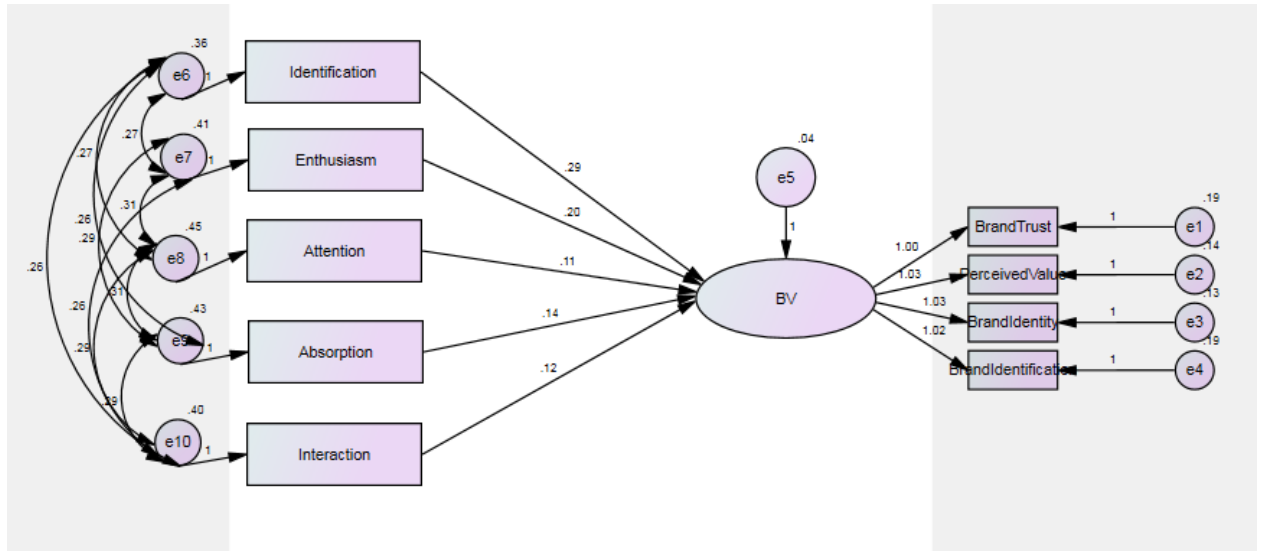 .36
e6
1
Identification
.27
.27
.41
e7
1
Enthusiasm
.29
.04
e5
1
.20
.31
.26
.29
.45
e8
1
Attention
.11
.26
.31
.26
.43
e9
1
Absorption
.14
BV
.29
.29
.40
e10
1
Interaction
.12
1.00
BrandTrust
1
.19
e1
1.03
PerceivedValue
1
.14
e2
1.03
BrandIdentity
1
.13
e3
1.02
BrandIdentificatio
1
.19
e4